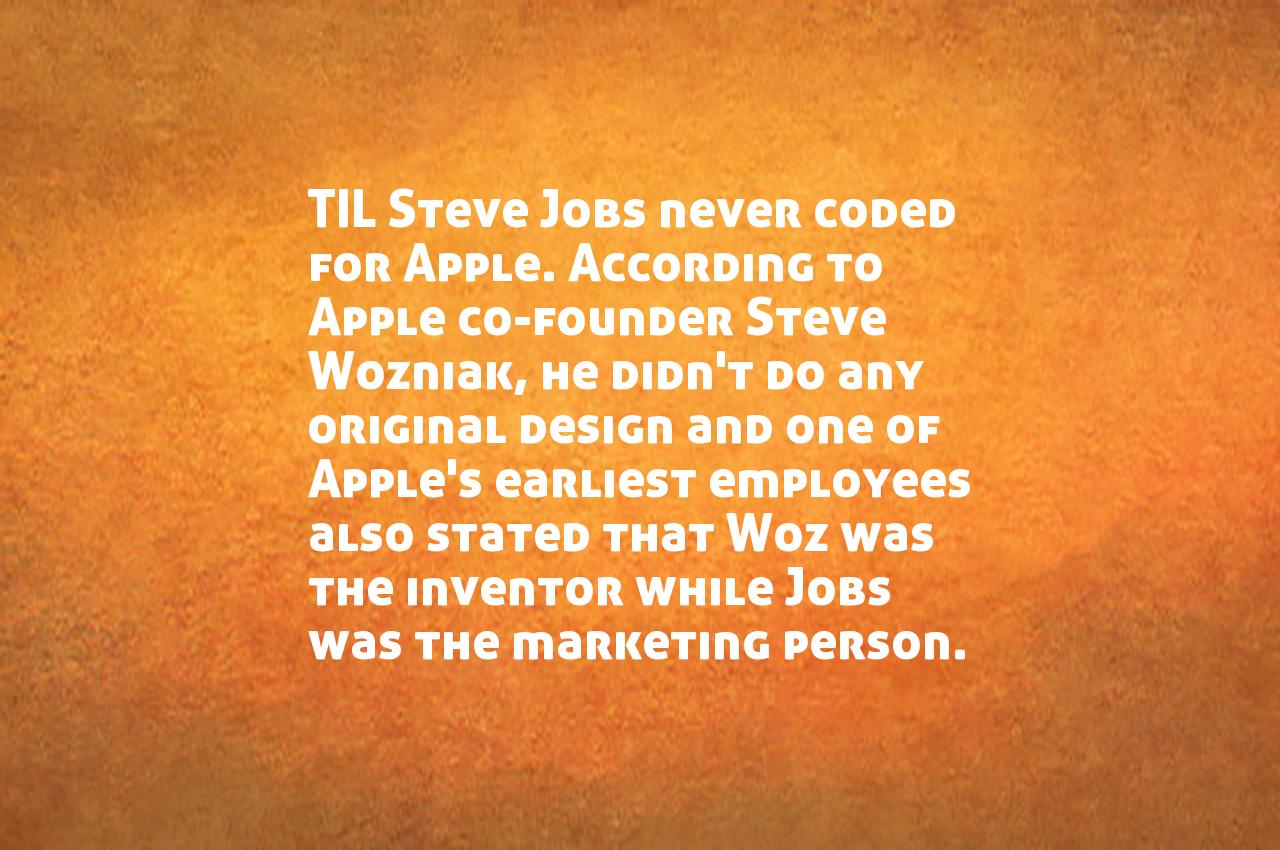 TIL Steve Jobs never coded
for Apple. According to
Apple co-founder Steve
Wozniak, he didn't do any
original design and one of
Apple's earliest employees
also stated that Woz was
the inventor while Jobs
was the marketing person.